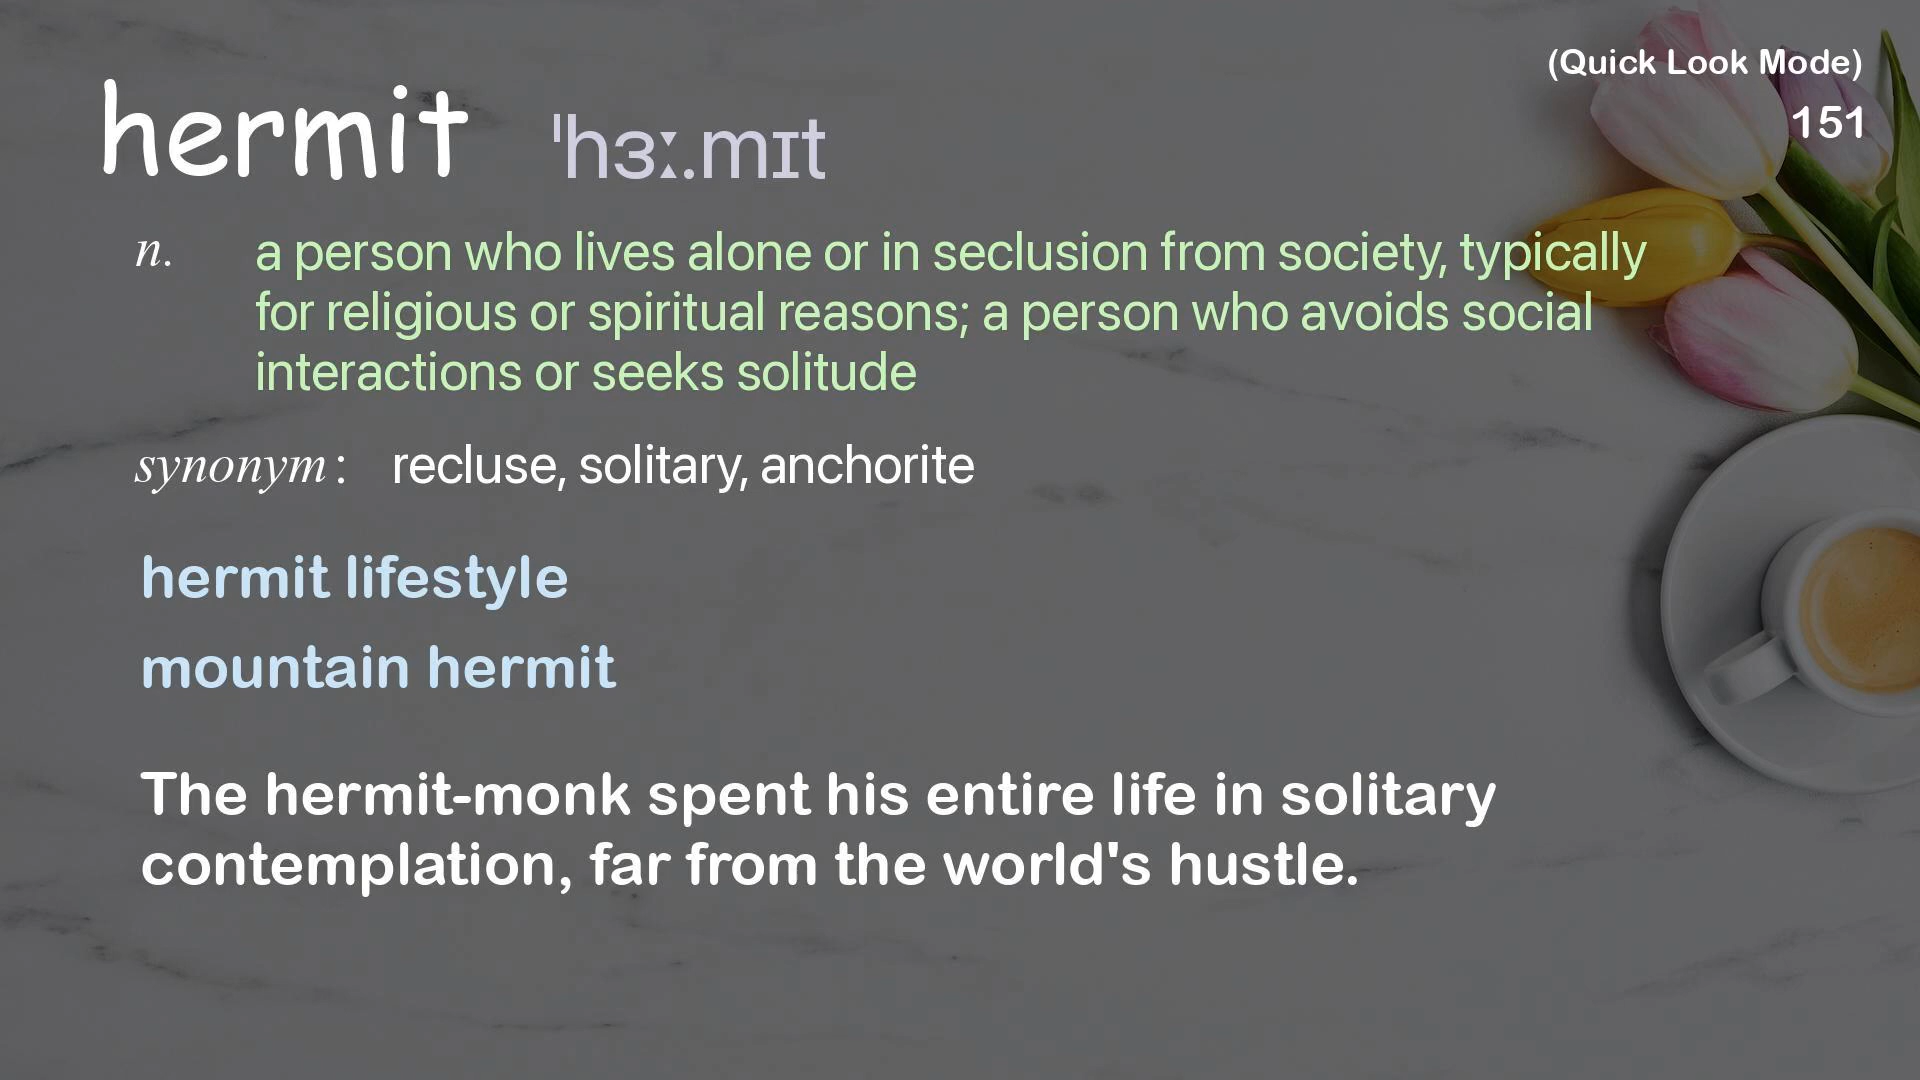 (Quick Look Mode)
151
hermit ˈhɜː.mɪt
n. a person who lives alone or in seclusion from society, typically
for religious or spiritual reasons; a person who avoids social
interactions or seeks solitude
synonym: recluse, solitary, anchorite
hermit lifestyle
mountain hermit
The hermit-monk spent his entire life in solitary
contemplation, far from the world's hustle.